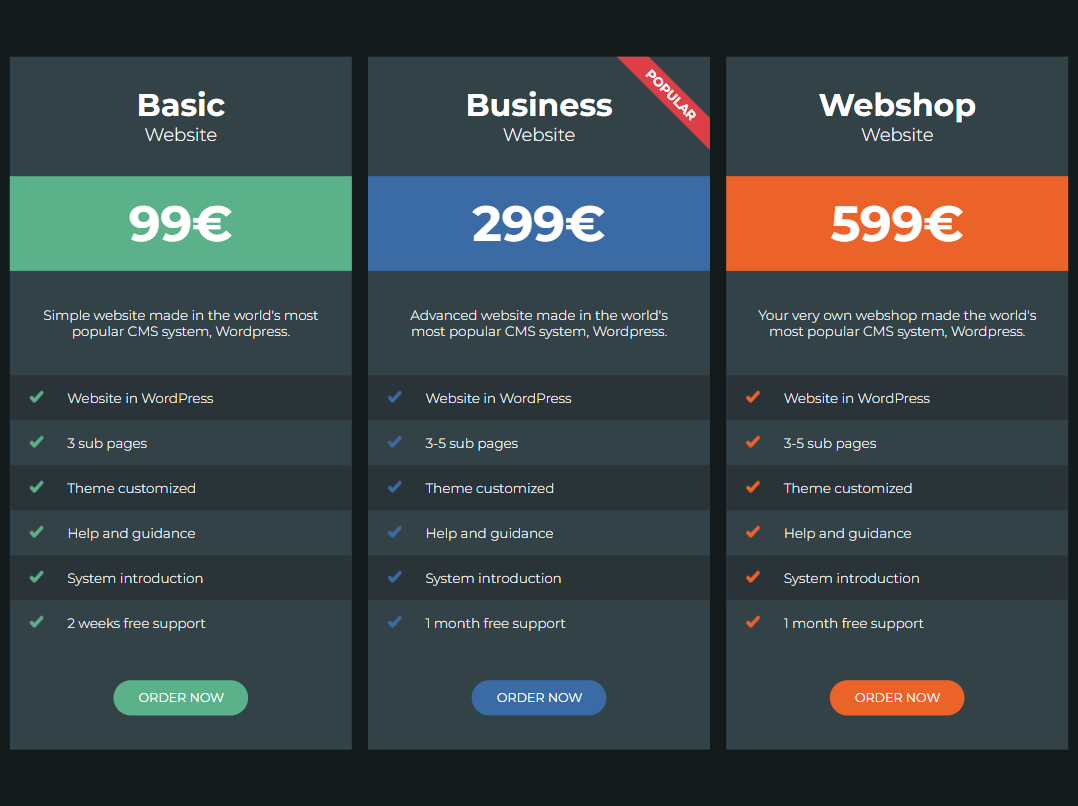 Basic
Website
99€
Simple website made in the world's most
popular CMS system, Wordpress.
Website in WordPress
3 sub pages
Theme customized
Help and guidance
System introduction
2 weeks free support
ORDER NOW
Business
Website
POPULAR
299€
Advanced website made in the world's
most popular CMS system, Wordpress.
Website in WordPress
3-5 sub pages
Theme customized
Help and guidance
System introduction
1 month free support
ORDER NOW
Webshop
Website
599€
Your very own webshop made the world's
most popular CMS system, Wordpress.
Website in WordPress
3-5 sub pages
Theme customized
Help and guidance
System introduction
1 month free support
ORDER NOW